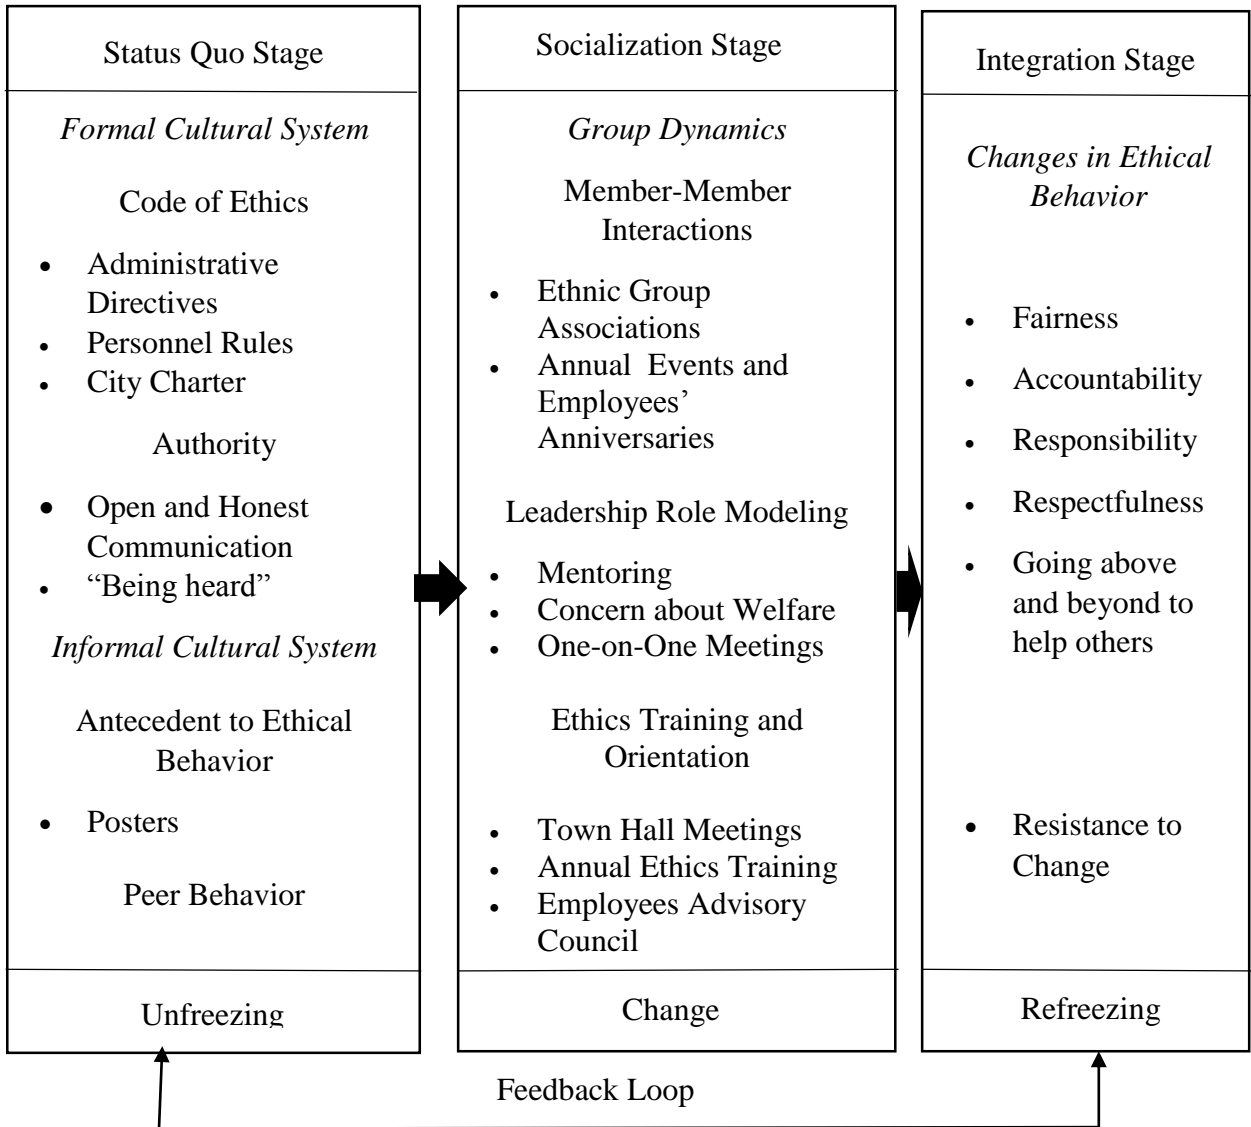 Status Quo Stage
Formal Cultural System
Code of Ethics
• Administrative
Directives
• Personnel Rules
• City Charter
Authority
• Open and Honest
Communication
• “Being heard”
Informal Cultural System
Antecedent to Ethical
Behavior
• Posters
Peer Behavior
Unfreezing
Socialization Stage
Group Dynamics
Member-Member
Interactions
• Ethnic Group
Associations
• Annual Events and
Employees’
Anniversaries
Leadership Role Modeling
• Mentoring
• Concern about Welfare
• One-on-One Meetings
Ethics Training and
Orientation
• Town Hall Meetings
• Annual Ethics Training
• Employees Advisory
Council
Change
Integration Stage
Changes in Ethical
Behavior
• Fairness
• Accountability
• Responsibility
• Respectfulness
• Going above
and beyond to
help others
• Resistance to
Change
Refreezing
Feedback Loop